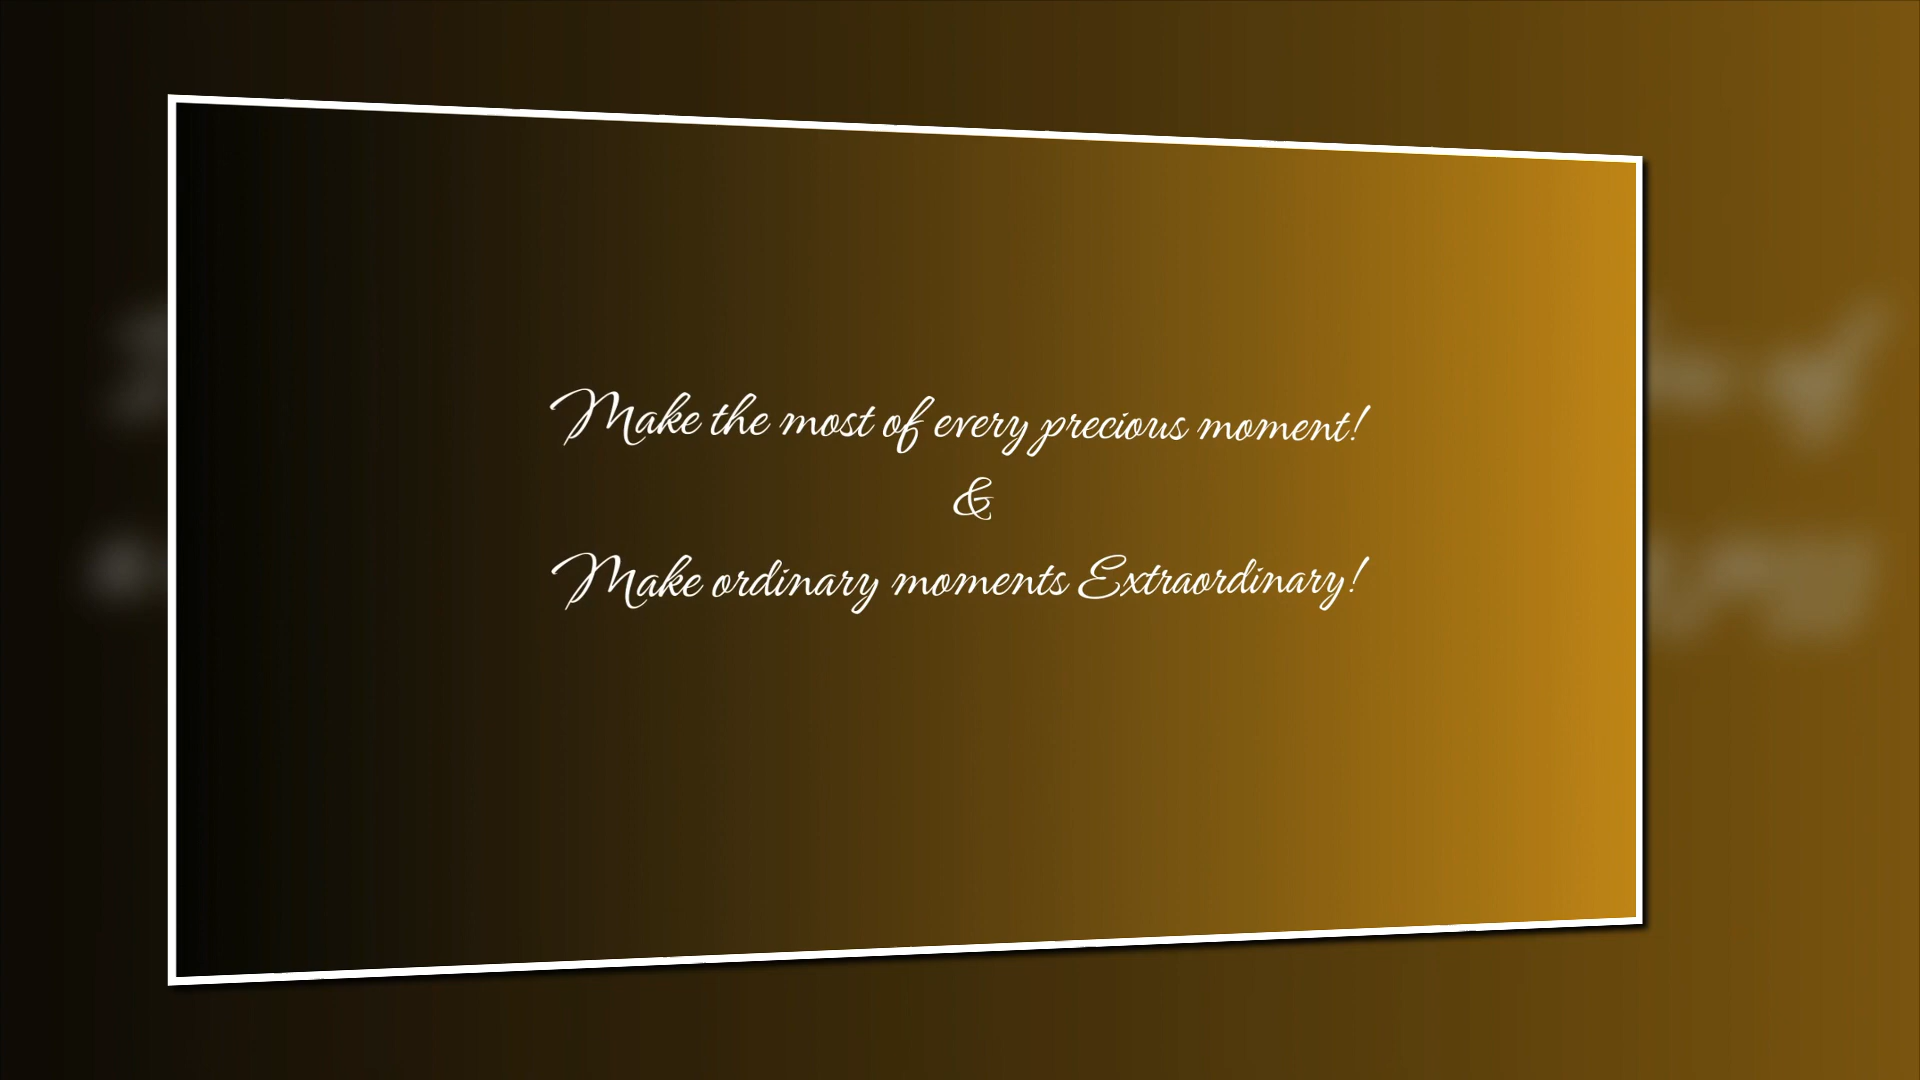 Make the most of every precious moment!
&
Make ordinary moments Extraordinary!